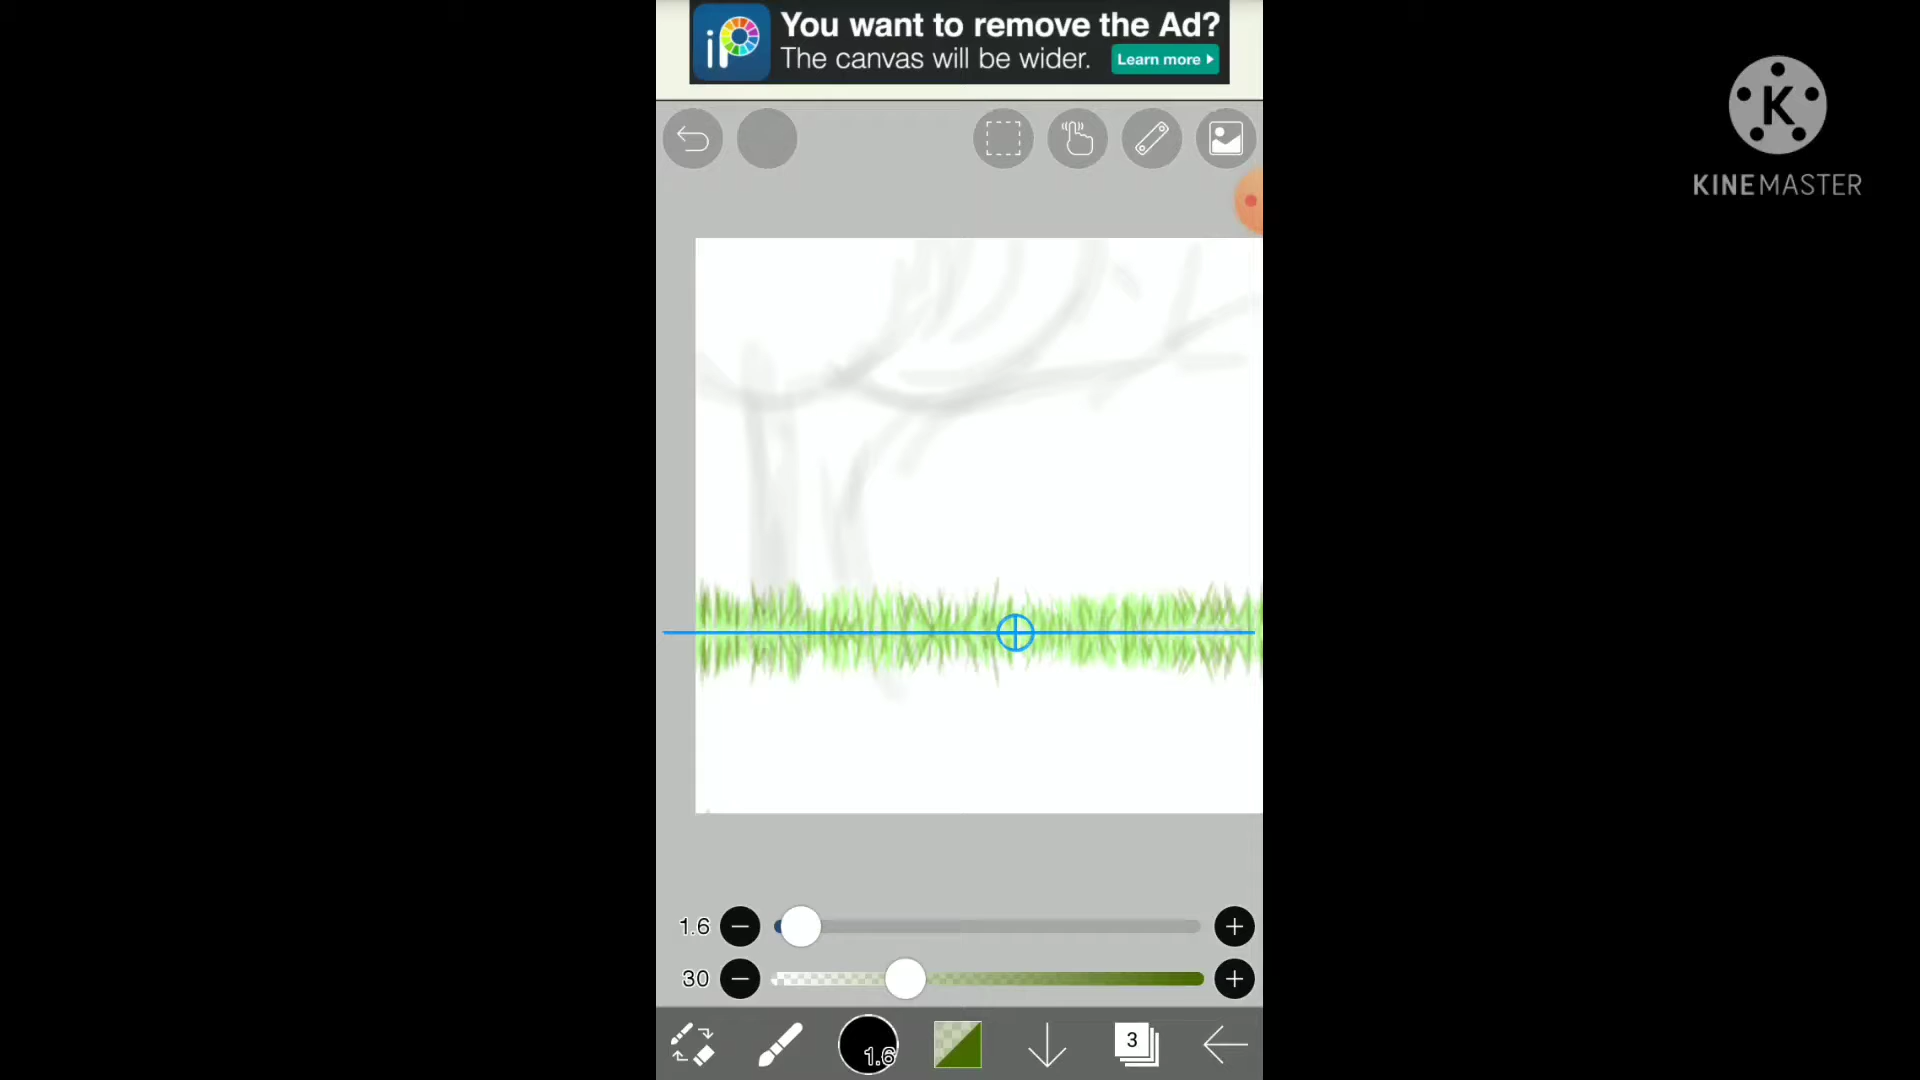 iP
You want to remove the Ad?
The canvas will be wider.
Learn more
K
KINEMASTER
1.6
30
1.6
3